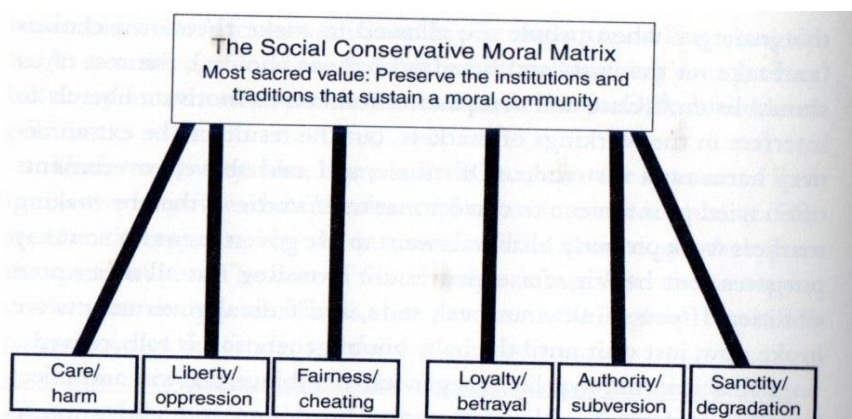 The Social Conservative Moral Matrix
Most sacred value: Preserve the institutions and
traditions that sustain a moral community
Care/
harm
Liberty/
oppression
Fairness/
cheating
Loyalty/
betrayal
Authority/
subversion
Sanctity/
degradation